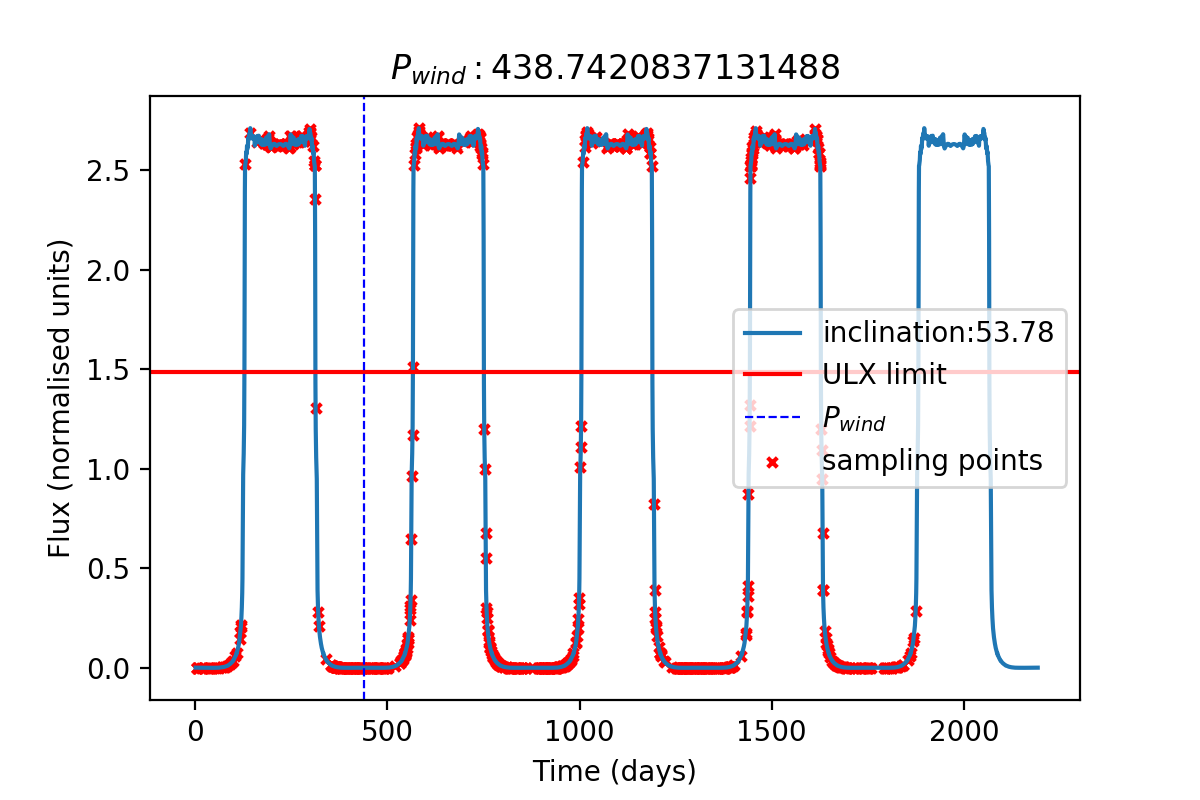 P_wind : 438.7420837131488
Flux (normalised units)
2.5
2.0
1.5
1.0
0.5
0.0
inclination:53.78
ULX limit
P_wind
sampling points
0 500 1000 1500 2000
Time (days)